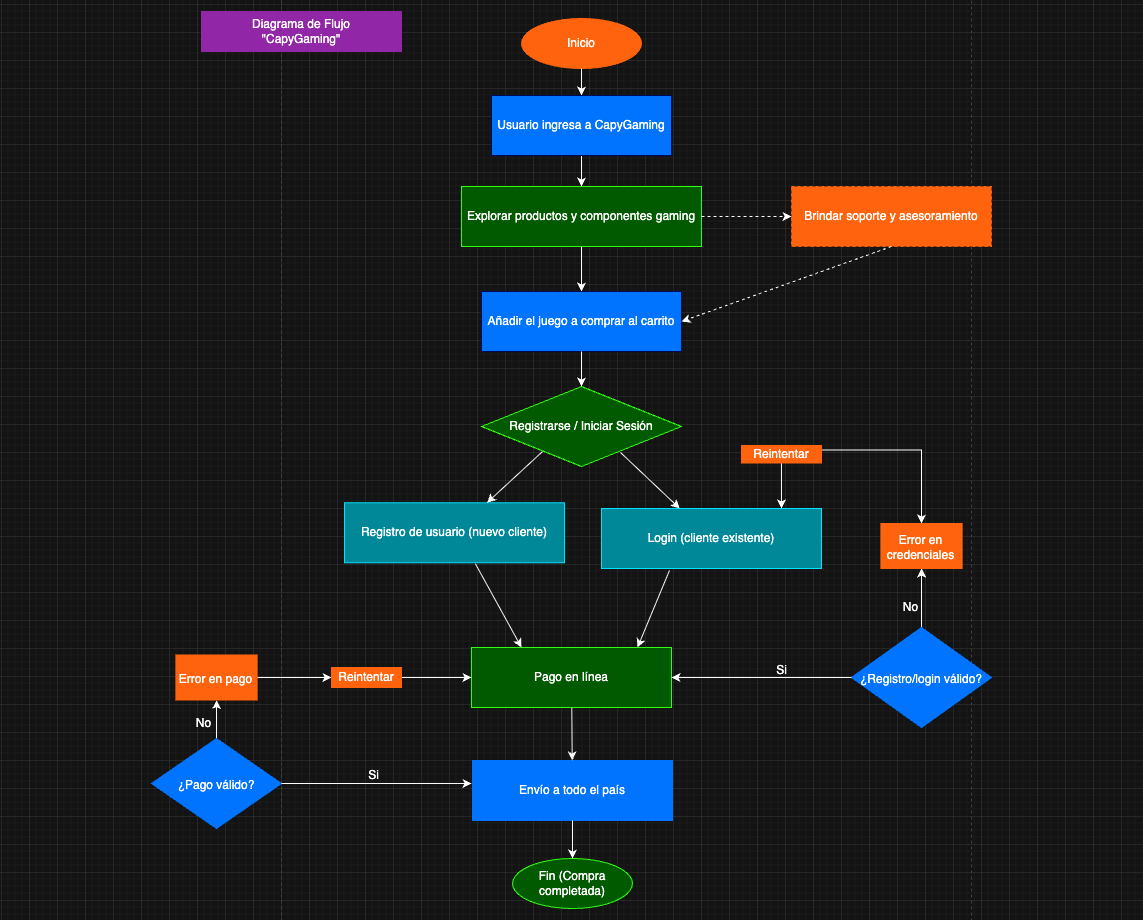 Diagrama de Flujo
"CapyGaming"
Inicio
Usuario ingresa a CapyGaming
Explorar productos y componentes gaming
Brindar soporte y asesoramiento
Añadir el juego a comprar al carrito
Registrarse / Iniciar Sesión
Reintentar
Registro de usuario (nuevo cliente)
Login (cliente existente)
Error en
credenciales
No
Error en pago
Reintentar
Pago en línea
Si
¿Registro/login válido?
No
¿Pago válido?
Si
Envío a todo el país
Fin (Compra
completada)